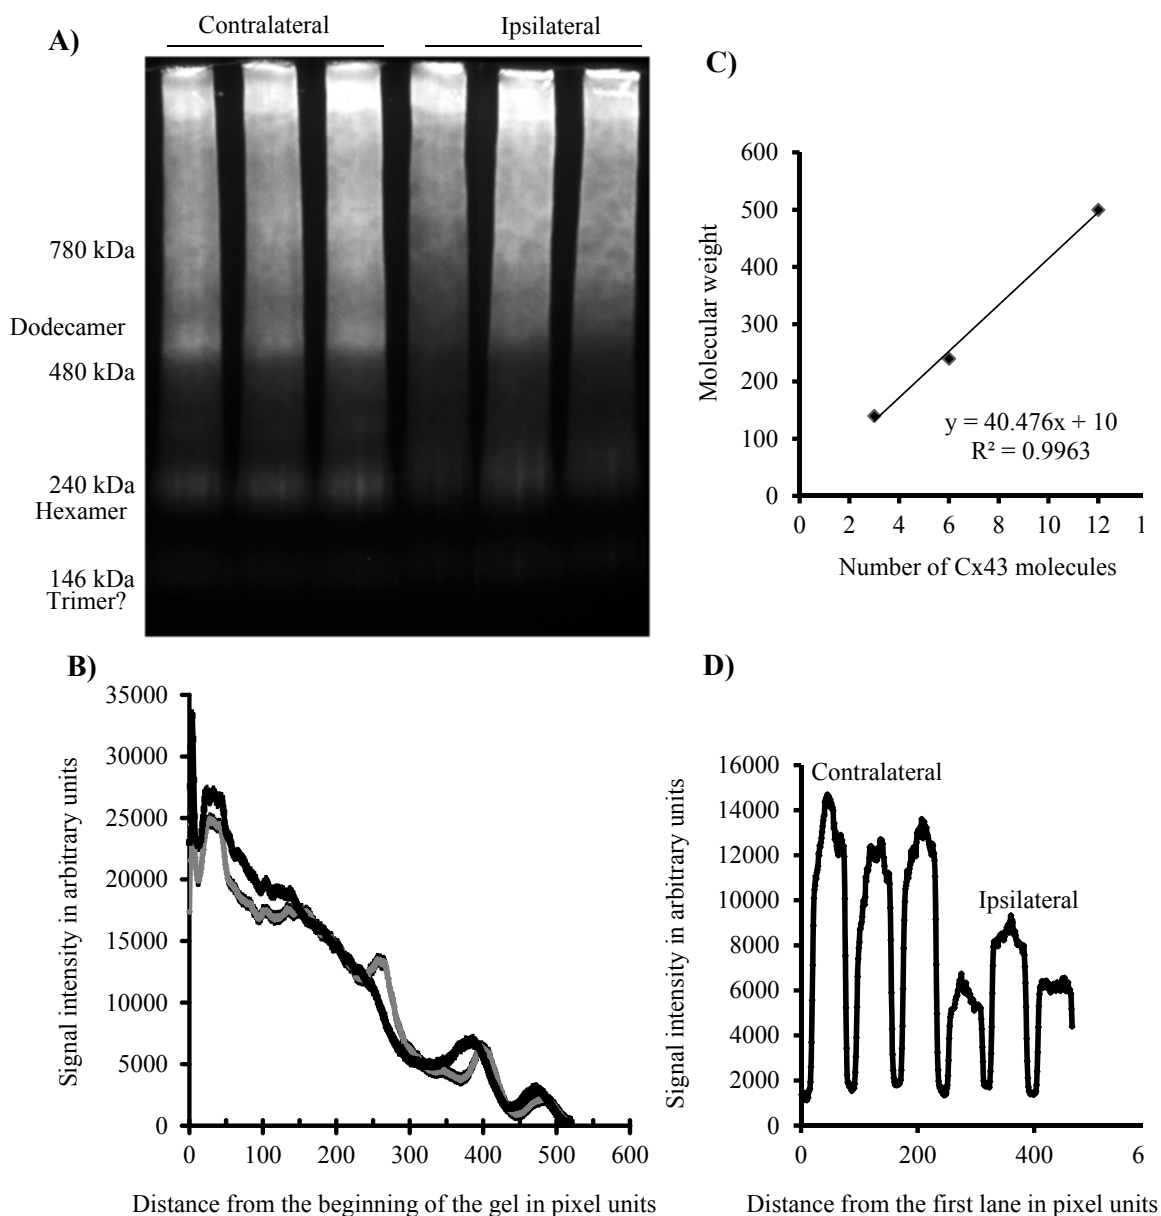 A)
Contralateral
Ipsilateral
780 kDa
Dodecamer
480 kDa
240 kDa
Hexamer
146 kDa
Trimer?
C)
Molecular weight
600
500
400
300
200
100
0
y = 40.476x + 10
R² = 0.9963
0 2 4 6 8 10 12 1
Number of Cx43 molecules
B)
Signal intensity in arbitrary units
35000
30000
25000
20000
15000
10000
5000
0
0 100 200 300 400 500 600
Distance from the beginning of the gel in pixel units
D)
Signal intensity in arbitrary units
16000
14000
12000
10000
8000
6000
4000
2000
0
Contralateral
Ipsilateral
0 200 400 6
Distance from the first lane in pixel units